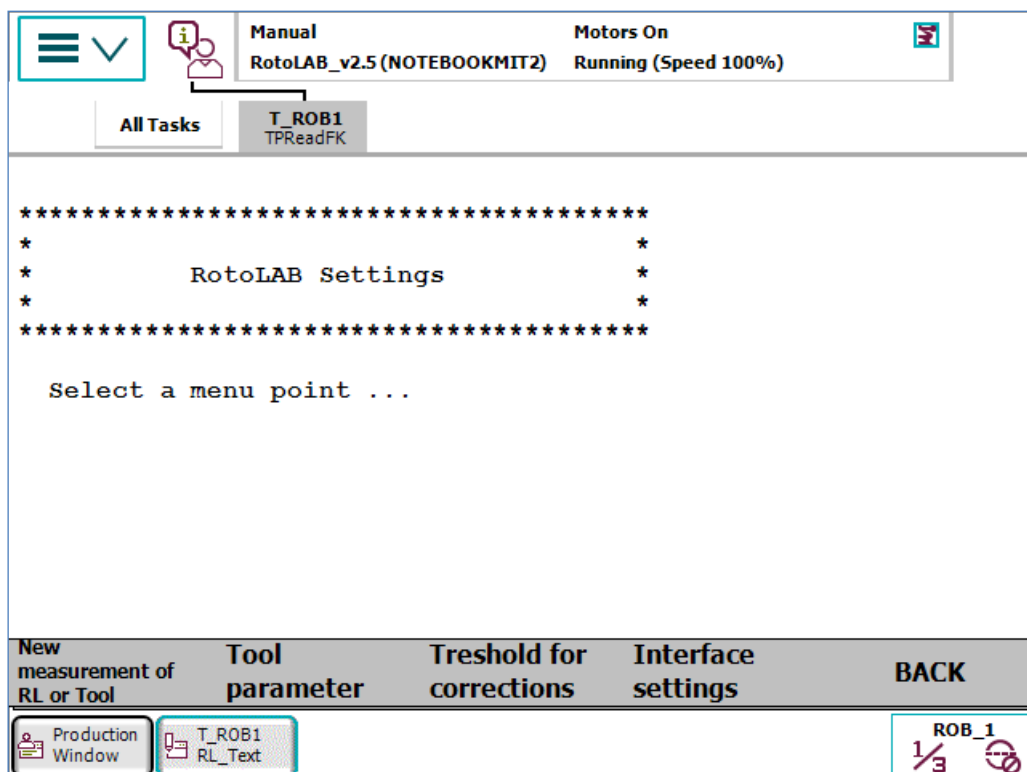 Manual Motors On
RotoLAB_v2.5 (NOTEBOOKMIT2) Running (Speed 100%)
All Tasks T_ROB1
TPReadFK
*****************************************
* *
* RotoLAB Settings *
* *
*****************************************
Select a menu point ...
New measurement of RL or Tool
Tool parameter
Treshold for corrections
Interface settings
BACK
Production Window
T_ROB1
RL_Text
ROB_1
1/3